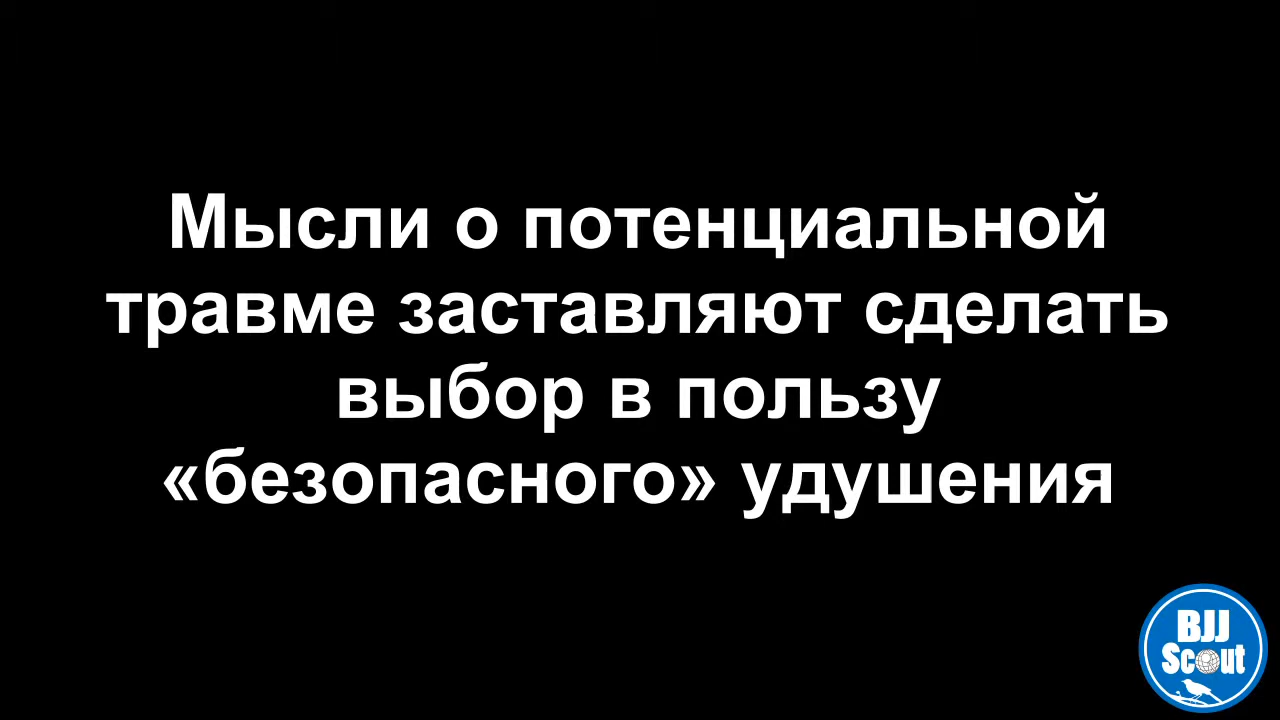 Мысли о потенциальной
травме заставляют сделать
выбор в пользу
«безопасного» удушения
BJJ
Scout